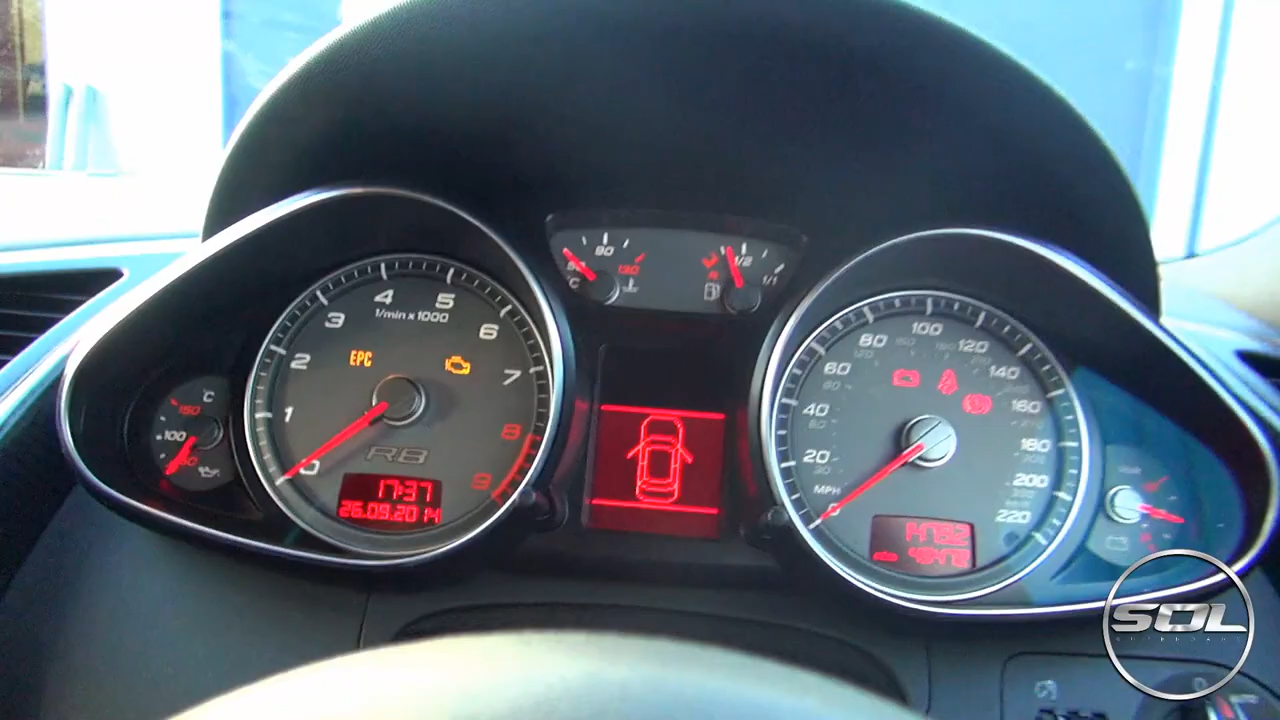 80
130
°C
1/2
1/1
4 5
1/min x 1000
3 6
2 EPC 7
1 8
0 R8 9
17:37
26.09.2014
°C
150
100
80 100 120
60 140
40 160
20 180
MPH 200
220
14792
SOL